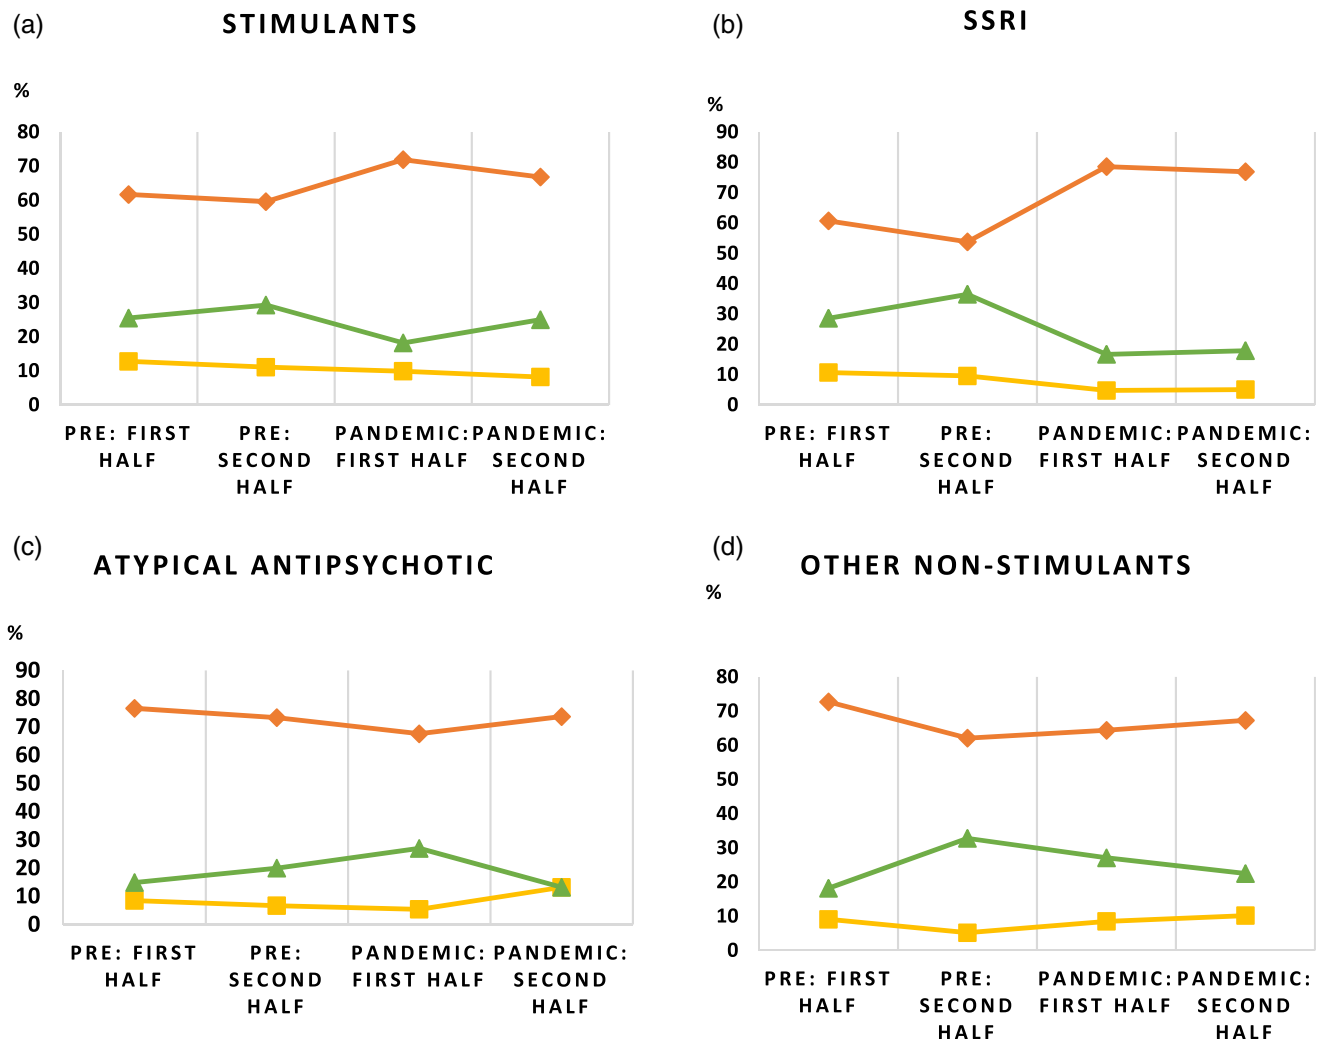 (a)
STIMULANTS
%
80
70
60
50
40
30
20
10
0
PRE: FIRST
HALF
PRE:
SECOND
HALF
PANDEMIC:
FIRST HALF
PANDEMIC:
SECOND
HALF
(b)
SSRI
%
90
80
70
60
50
40
30
20
10
0
PRE: FIRST
HALF
PRE:
SECOND
HALF
PANDEMIC:
FIRST HALF
PANDEMIC:
SECOND
HALF
(c)
ATYPICAL ANTIPSYCHOTIC
%
90
80
70
60
50
40
30
20
10
0
PRE: FIRST
HALF
PRE:
SECOND
HALF
PANDEMIC:
FIRST HALF
PANDEMIC:
SECOND
HALF
(d)
OTHER NON-STIMULANTS
%
80
70
60
50
40
30
20
10
0
PRE: FIRST
HALF
PRE:
SECOND
HALF
PANDEMIC:
FIRST HALF
PANDEMIC:
SECOND
HALF